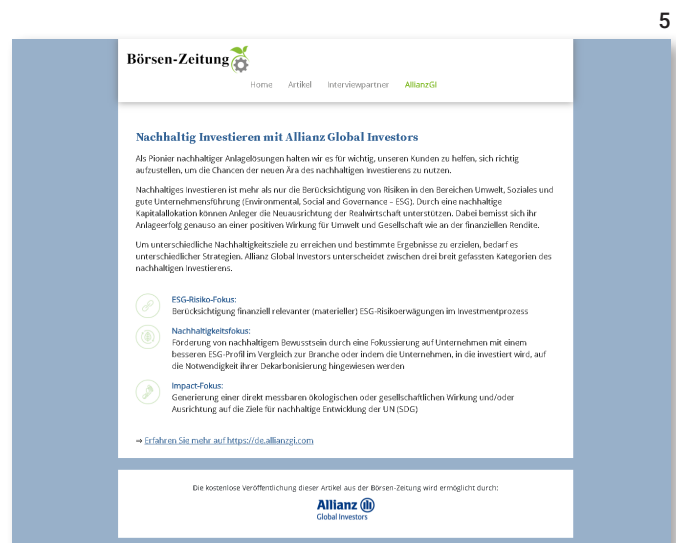 5
Börsen-Zeitung
Home Artikel Interviewpartner AllianzGI
Nachhaltig Investieren mit Allianz Global Investors
Als Pionier nachhaltiger Anlagelösungen halten wir es für wichtig, unseren Kunden zu helfen, sich richtig
aufzustellen, um die Chancen der neuen Ära des nachhaltigen Investierens zu nutzen.
Nachhaltiges Investieren ist mehr als nur die Berücksichtigung von Risiken in den Bereichen Umwelt, Soziales und
gute Unternehmensführung (Environmental, Social and Governance – ESG). Durch eine nachhaltige
Kapitalallokation können Anleger die Neuausrichtung der Realwirtschaft unterstützen. Dabei bemisst sich ihr
Anlageerfolg genauso an einer positiven Wirkung für Umwelt und Gesellschaft wie an der finanziellen Rendite.
Um unterschiedliche Nachhaltigkeitsziele zu erreichen und bestimmte Ergebnisse zu erzielen, bedarf es
unterschiedlicher Strategien. Allianz Global Investors unterscheidet zwischen drei breit gefassten Kategorien des
nachhaltigen Investierens.
ESG-Risiko-Fokus:
Berücksichtigung finanziell relevanter (materieller) ESG-Risikoerwägungen im Investmentprozess
Nachhaltigkeitsfokus:
Förderung von nachhaltigem Bewusstsein durch eine Fokussierung auf Unternehmen mit einem
besseren ESG-Profil im Vergleich zur Branche oder indem die Unternehmen, in die investiert wird, auf
die Notwendigkeit ihrer Dekarbonisierung hingewiesen werden
Impact-Fokus:
Generierung einer direkt messbaren ökologischen oder gesellschaftlichen Wirkung und/oder
Ausrichtung auf die Ziele für nachhaltige Entwicklung der UN (SDG)
⇒ Erfahren Sie mehr auf https://de.allianzgi.com
Die kostenlose Veröffentlichung dieser Artikel aus der Börsen-Zeitung wird ermöglicht durch:
Allianz
Global Investors